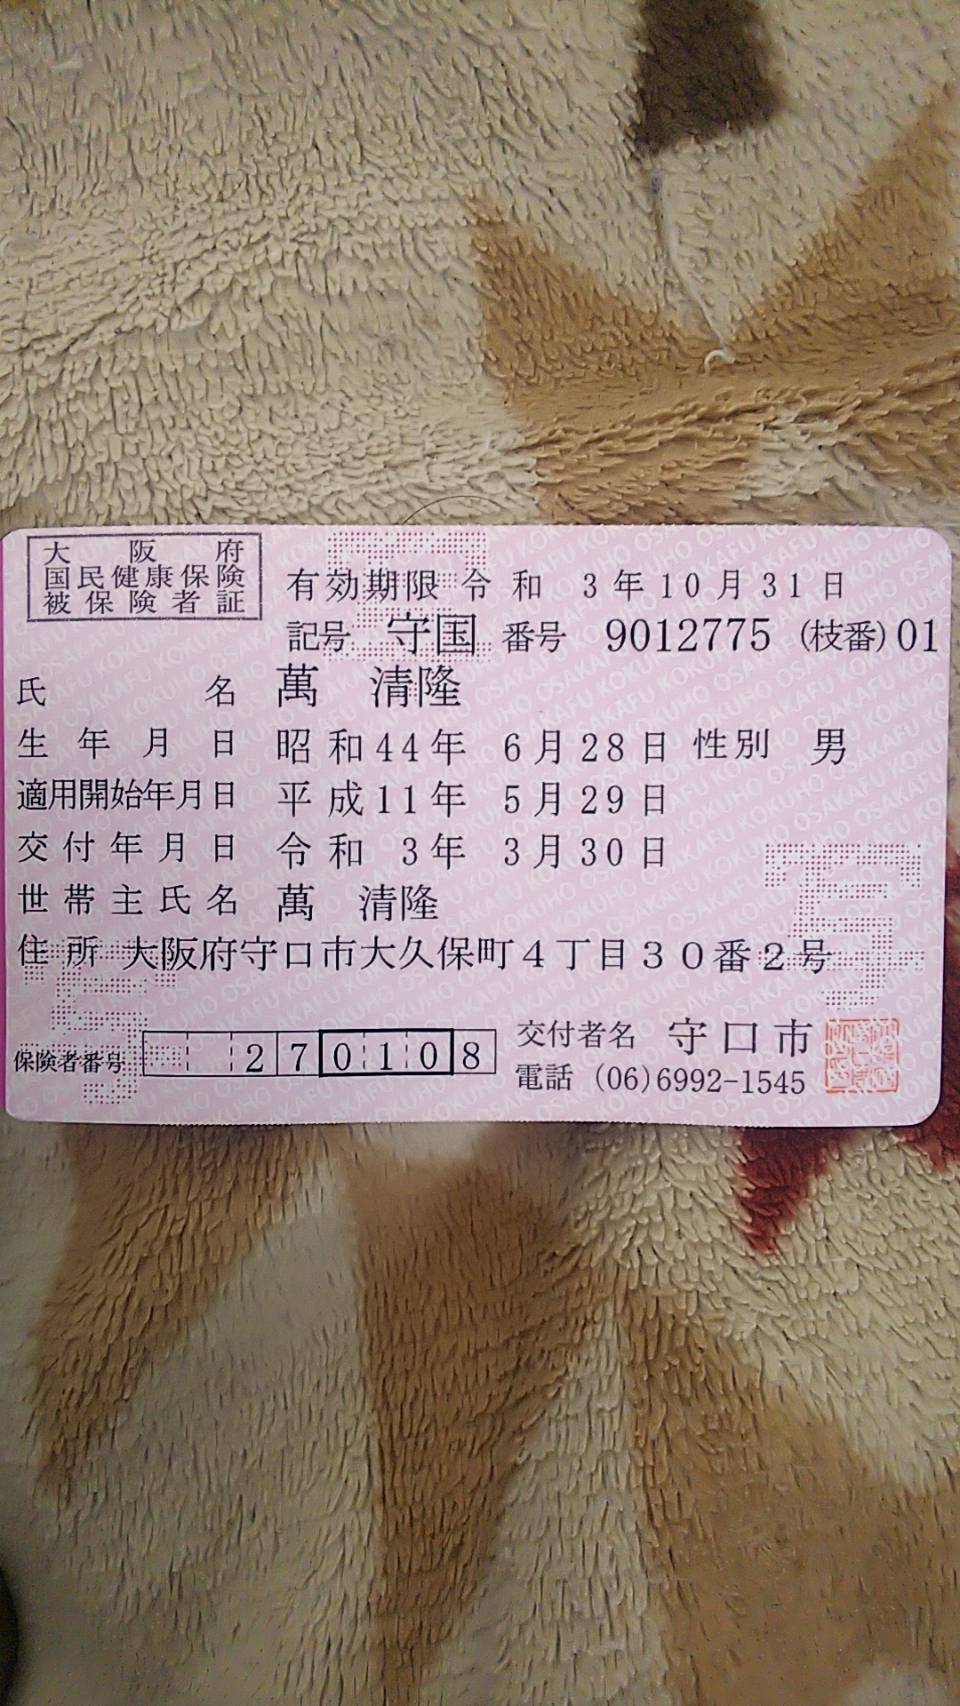 大阪府
国民健康保険
被保険者証
有効期限 令和 3年10月31日
記号 守国 番号 9012775 (枝番)01
氏名 萬 清隆
生年月日 昭和44年 6月28日 性別 男
適用開始年月日 平成11年 5月29日
交付年月日 令和 3年 3月30日
世帯主氏名 萬 清隆
住所 大阪府守口市大久保町4丁目30番2号
保険者番号 270108
交付者名 守口市
電話 (06)6992-1545